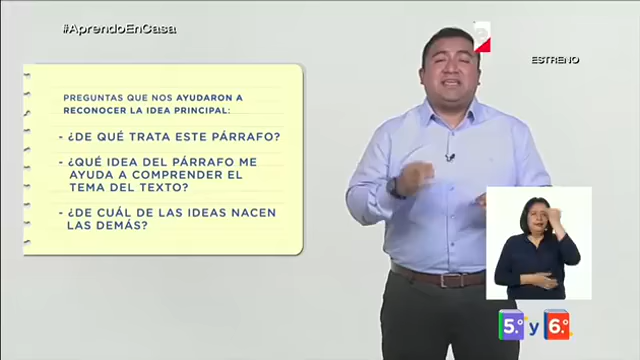 #AprendoEnCasa
ESTRENO
PREGUNTAS QUE NOS AYUDARON A
RECONOCER LA IDEA PRINCIPAL:
- ¿DE QUÉ TRATA ESTE PÁRRAFO?
- ¿QUÉ IDEA DEL PÁRRAFO ME
AYUDA A COMPRENDER EL
TEMA DEL TEXTO?
- ¿DE CUÁL DE LAS IDEAS NACEN
LAS DEMÁS?
5.º y 6.º